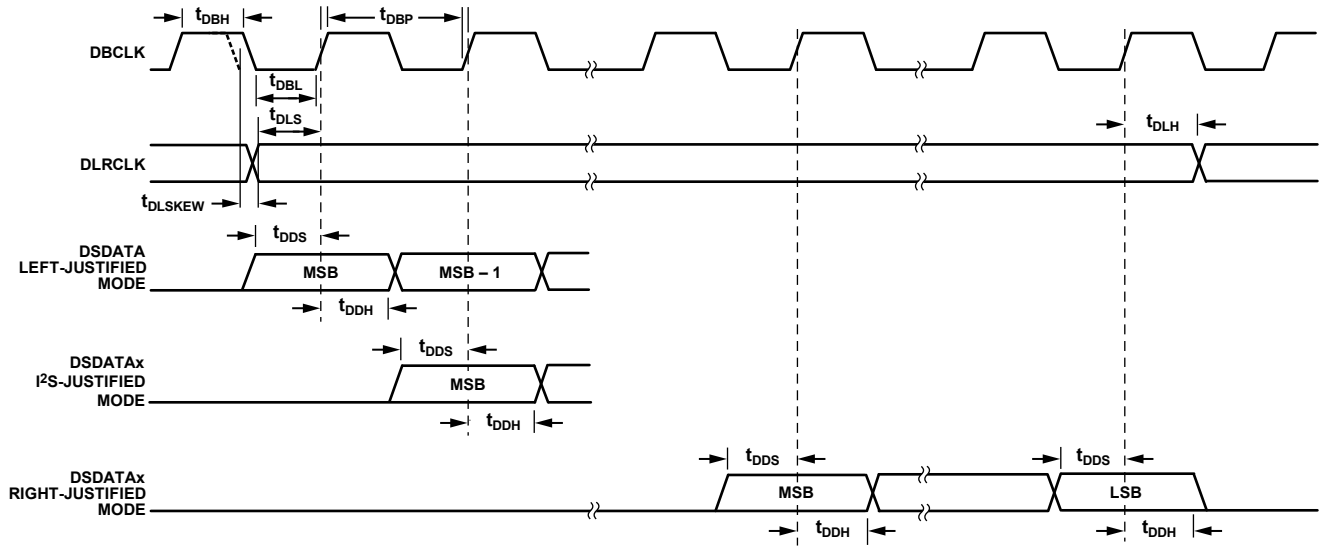 tDBH
tDBP
DBCLK
tDBL
tDLS
tDLH
DLRCLK
tDLSKEW
tDDS
DSDATA
LEFT-JUSTIFIED
MODE
MSB
MSB – 1
tDDH
DSDATAx
I²S-JUSTIFIED
MODE
tDDS
MSB
tDDH
DSDATAx
RIGHT-JUSTIFIED
MODE
tDDS
tDDS
MSB
LSB
tDDH
tDDH